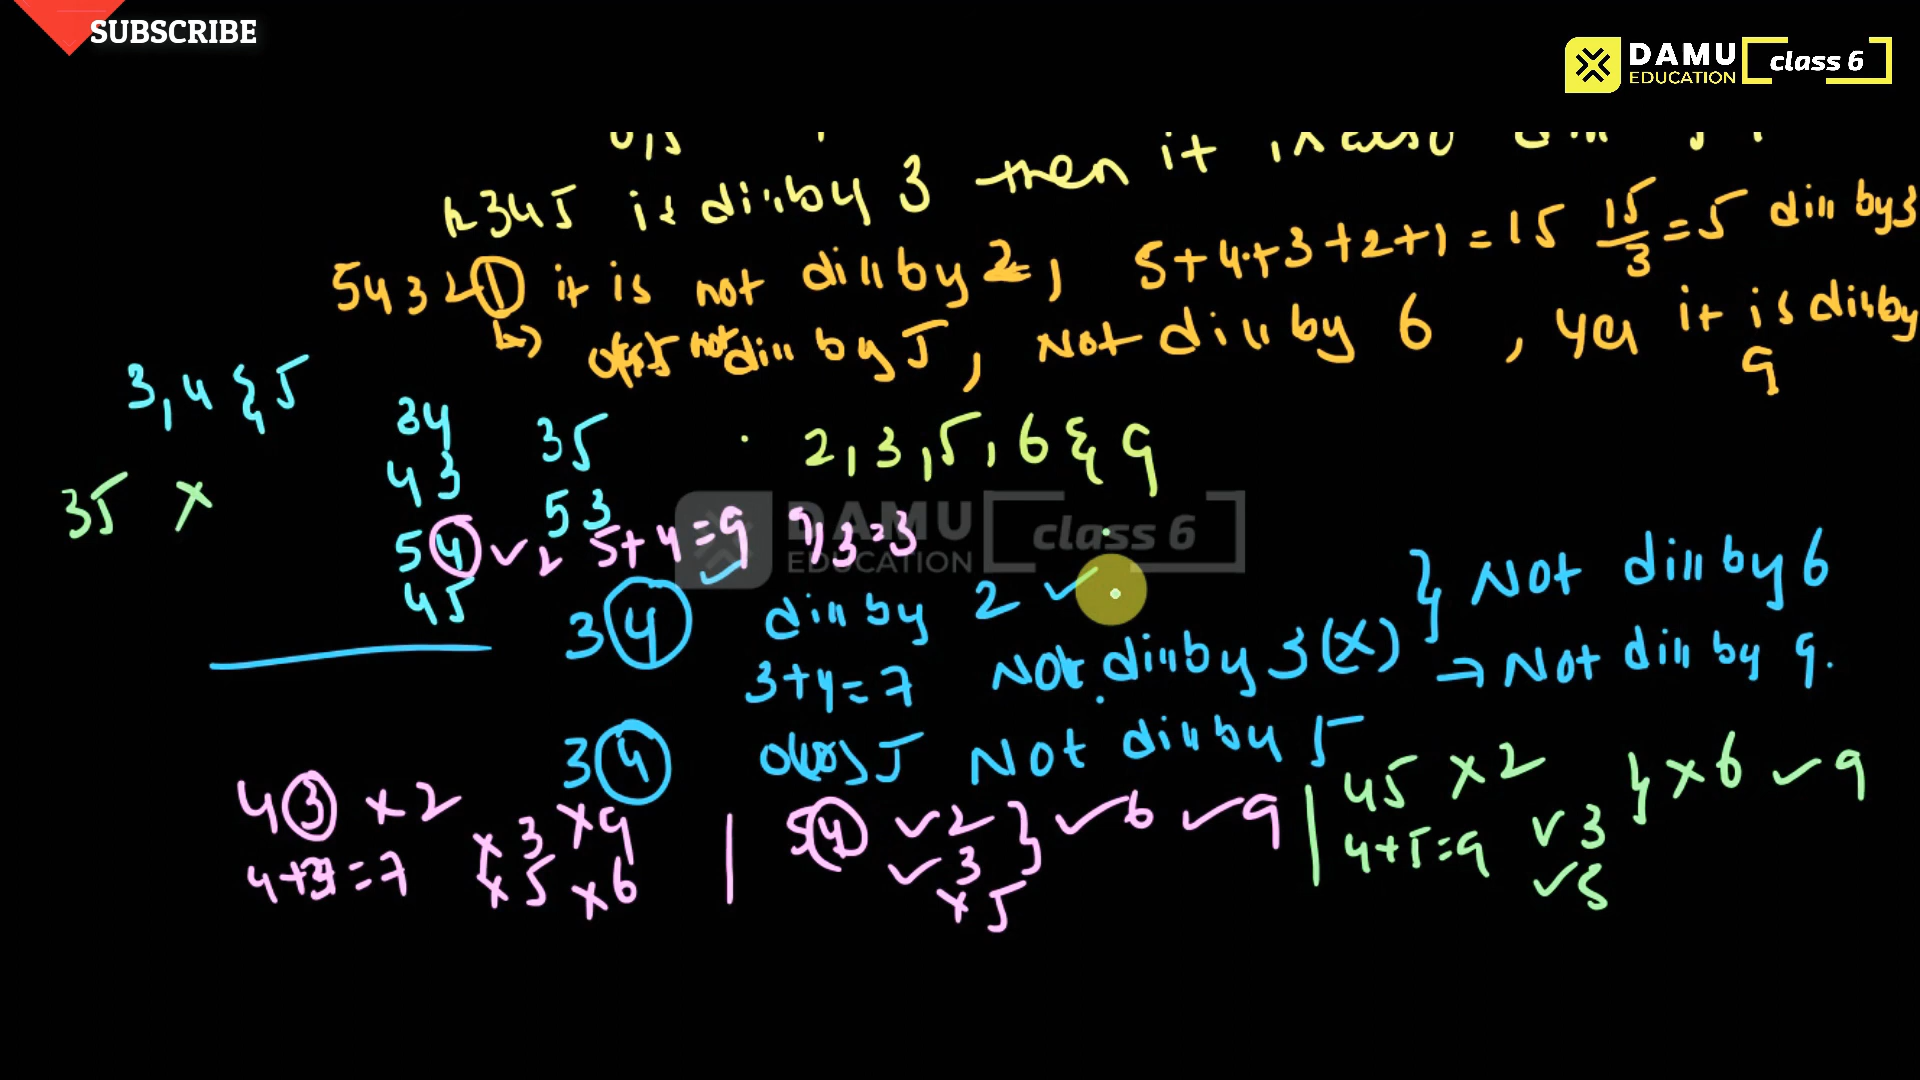 SUBSCRIBE
DAMU EDUCATION class 6
is div by 3 then it
54321 it is not div by 2, 5+4+3+2+1=15 15/3=5 div by 3
not div by 5, Not div by 6, it is div by 9
3,4 & 5
34 35
43 53
54 ✓2 5+4=9 9/3=3
45
35 ×
2,3,5,6 & 9
DAMU EDUCATION class 6
34 div by 2 ✓
3+4=7 Not div by 3 (×) } Not div by 6
→ Not div by 9.
34 Not div by 5
43 ×2 ×3 ×9
4+3=7 ×5 ×6
54 ✓2 } ✓6 ✓9
✓3
×5
45 ×2 } ×6 ✓9
4+5=9 ✓3
✓5